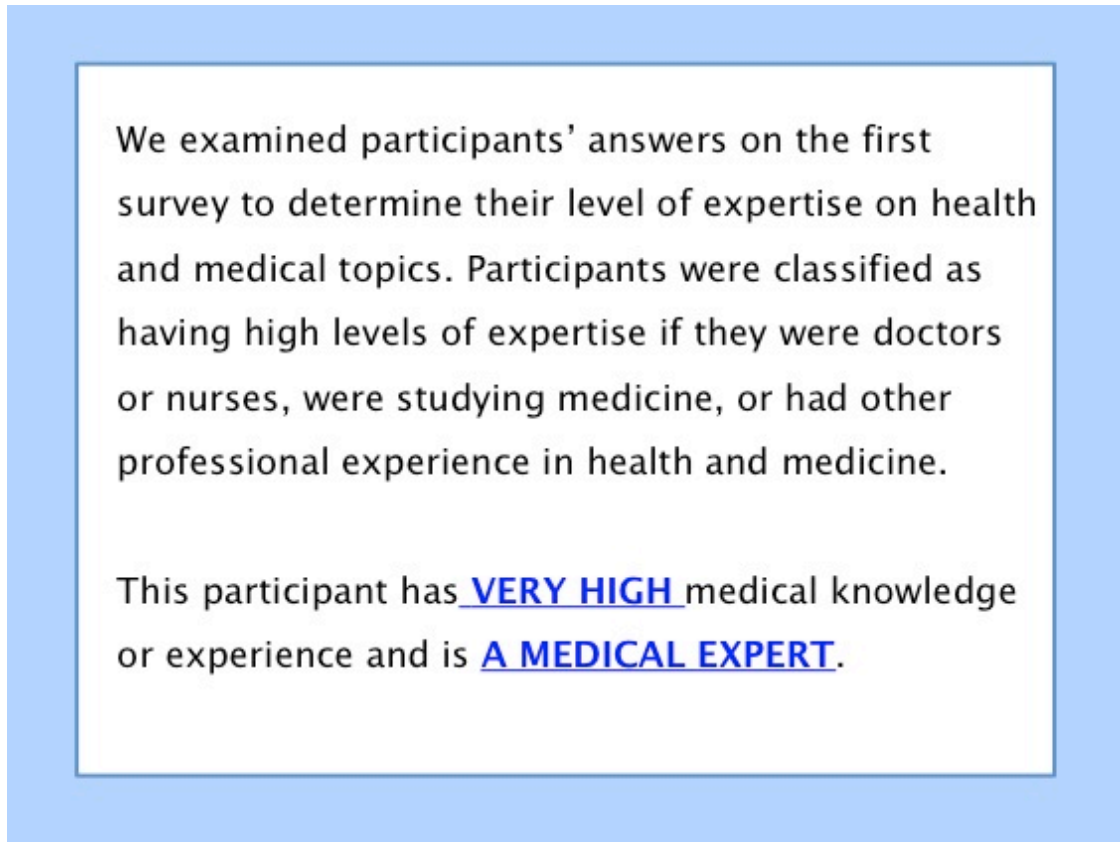 We examined participants’ answers on the first
survey to determine their level of expertise on health
and medical topics. Participants were classified as
having high levels of expertise if they were doctors
or nurses, were studying medicine, or had other
professional experience in health and medicine.
This participant has VERY HIGH medical knowledge
or experience and is A MEDICAL EXPERT.